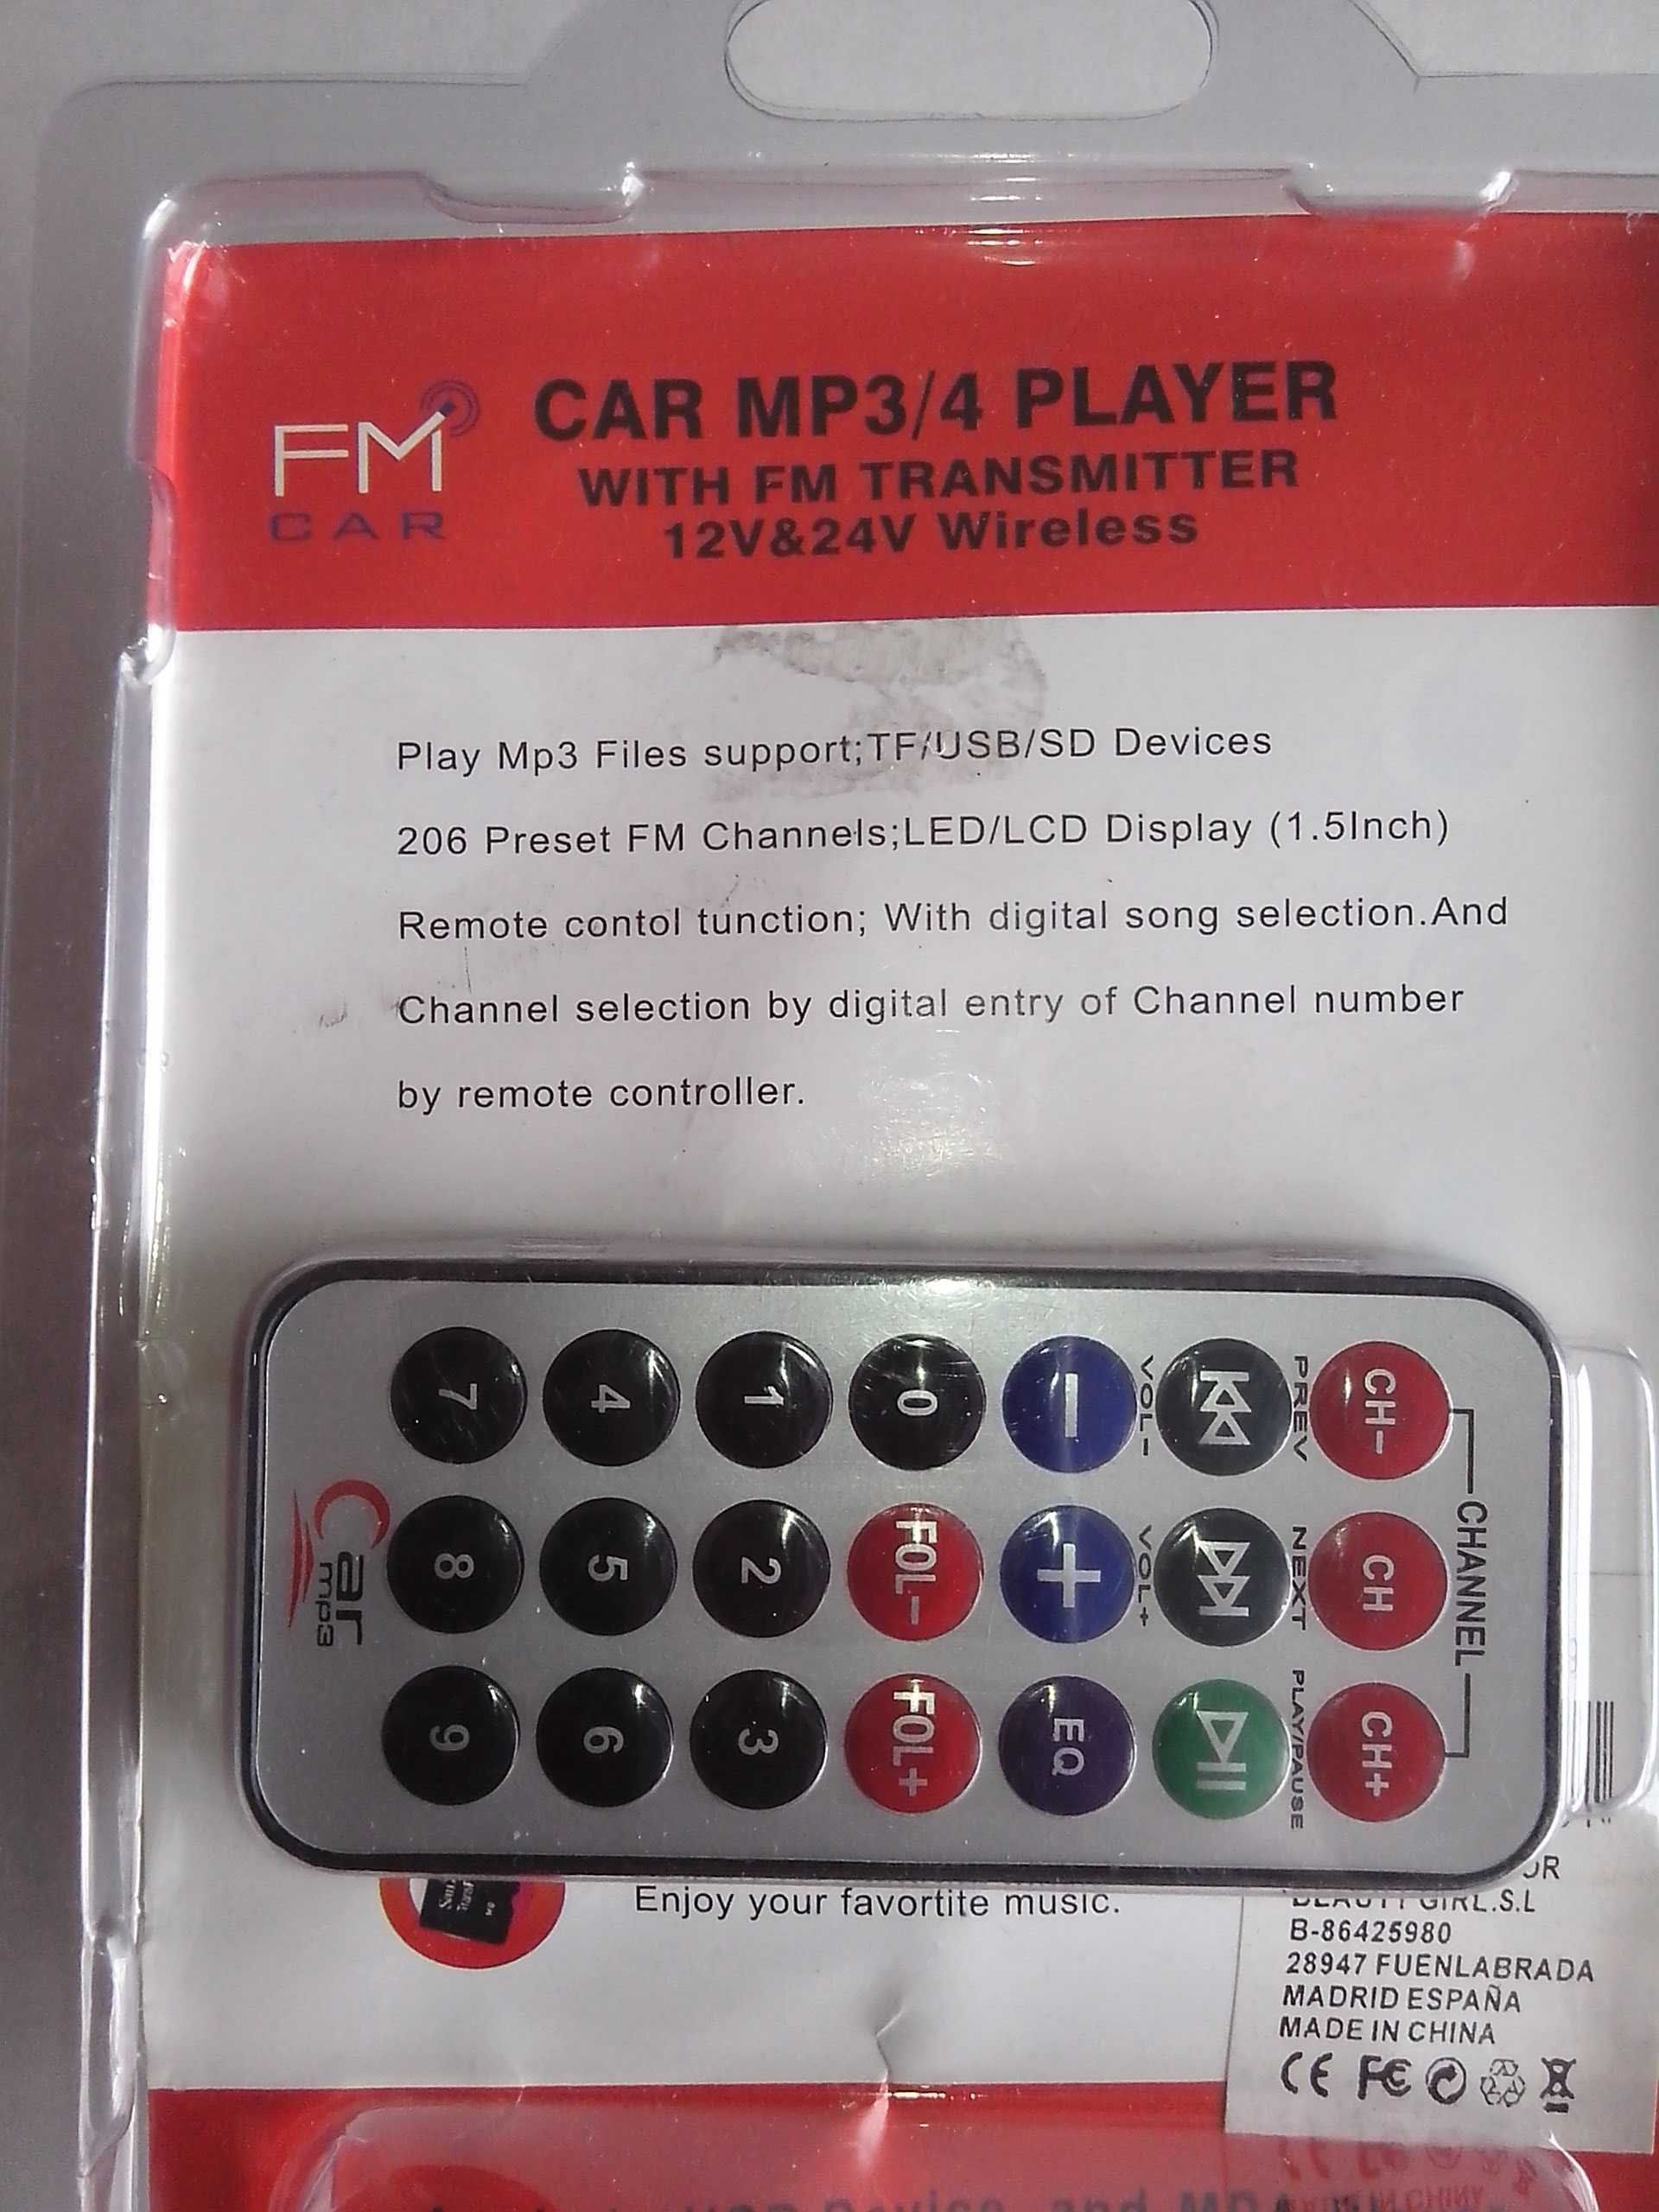 FM
CAR
CAR MP3/4 PLAYER
WITH FM TRANSMITTER
12V&24V Wireless
Play Mp3 Files support;TF/USB/SD Devices
206 Preset FM Channels;LED/LCD Display (1.5Inch)
Remote contol tunction; With digital song selection.And
Channel selection by digital entry of Channel number
by remote controller.
CHANNEL
CH- CH CH+
PREV NEXT PLAY/PAUSE
VOL- VOL+
- + EQ
0 FOL- FOL+
1 2 3
4 5 6
7 8 9
Car
mp3
Enjoy your favortite music.
BEAUTY GIRL.S.L
B-86425980
28947 FUENLABRADA
MADRID ESPAÑA
MADE IN CHINA
CE FC